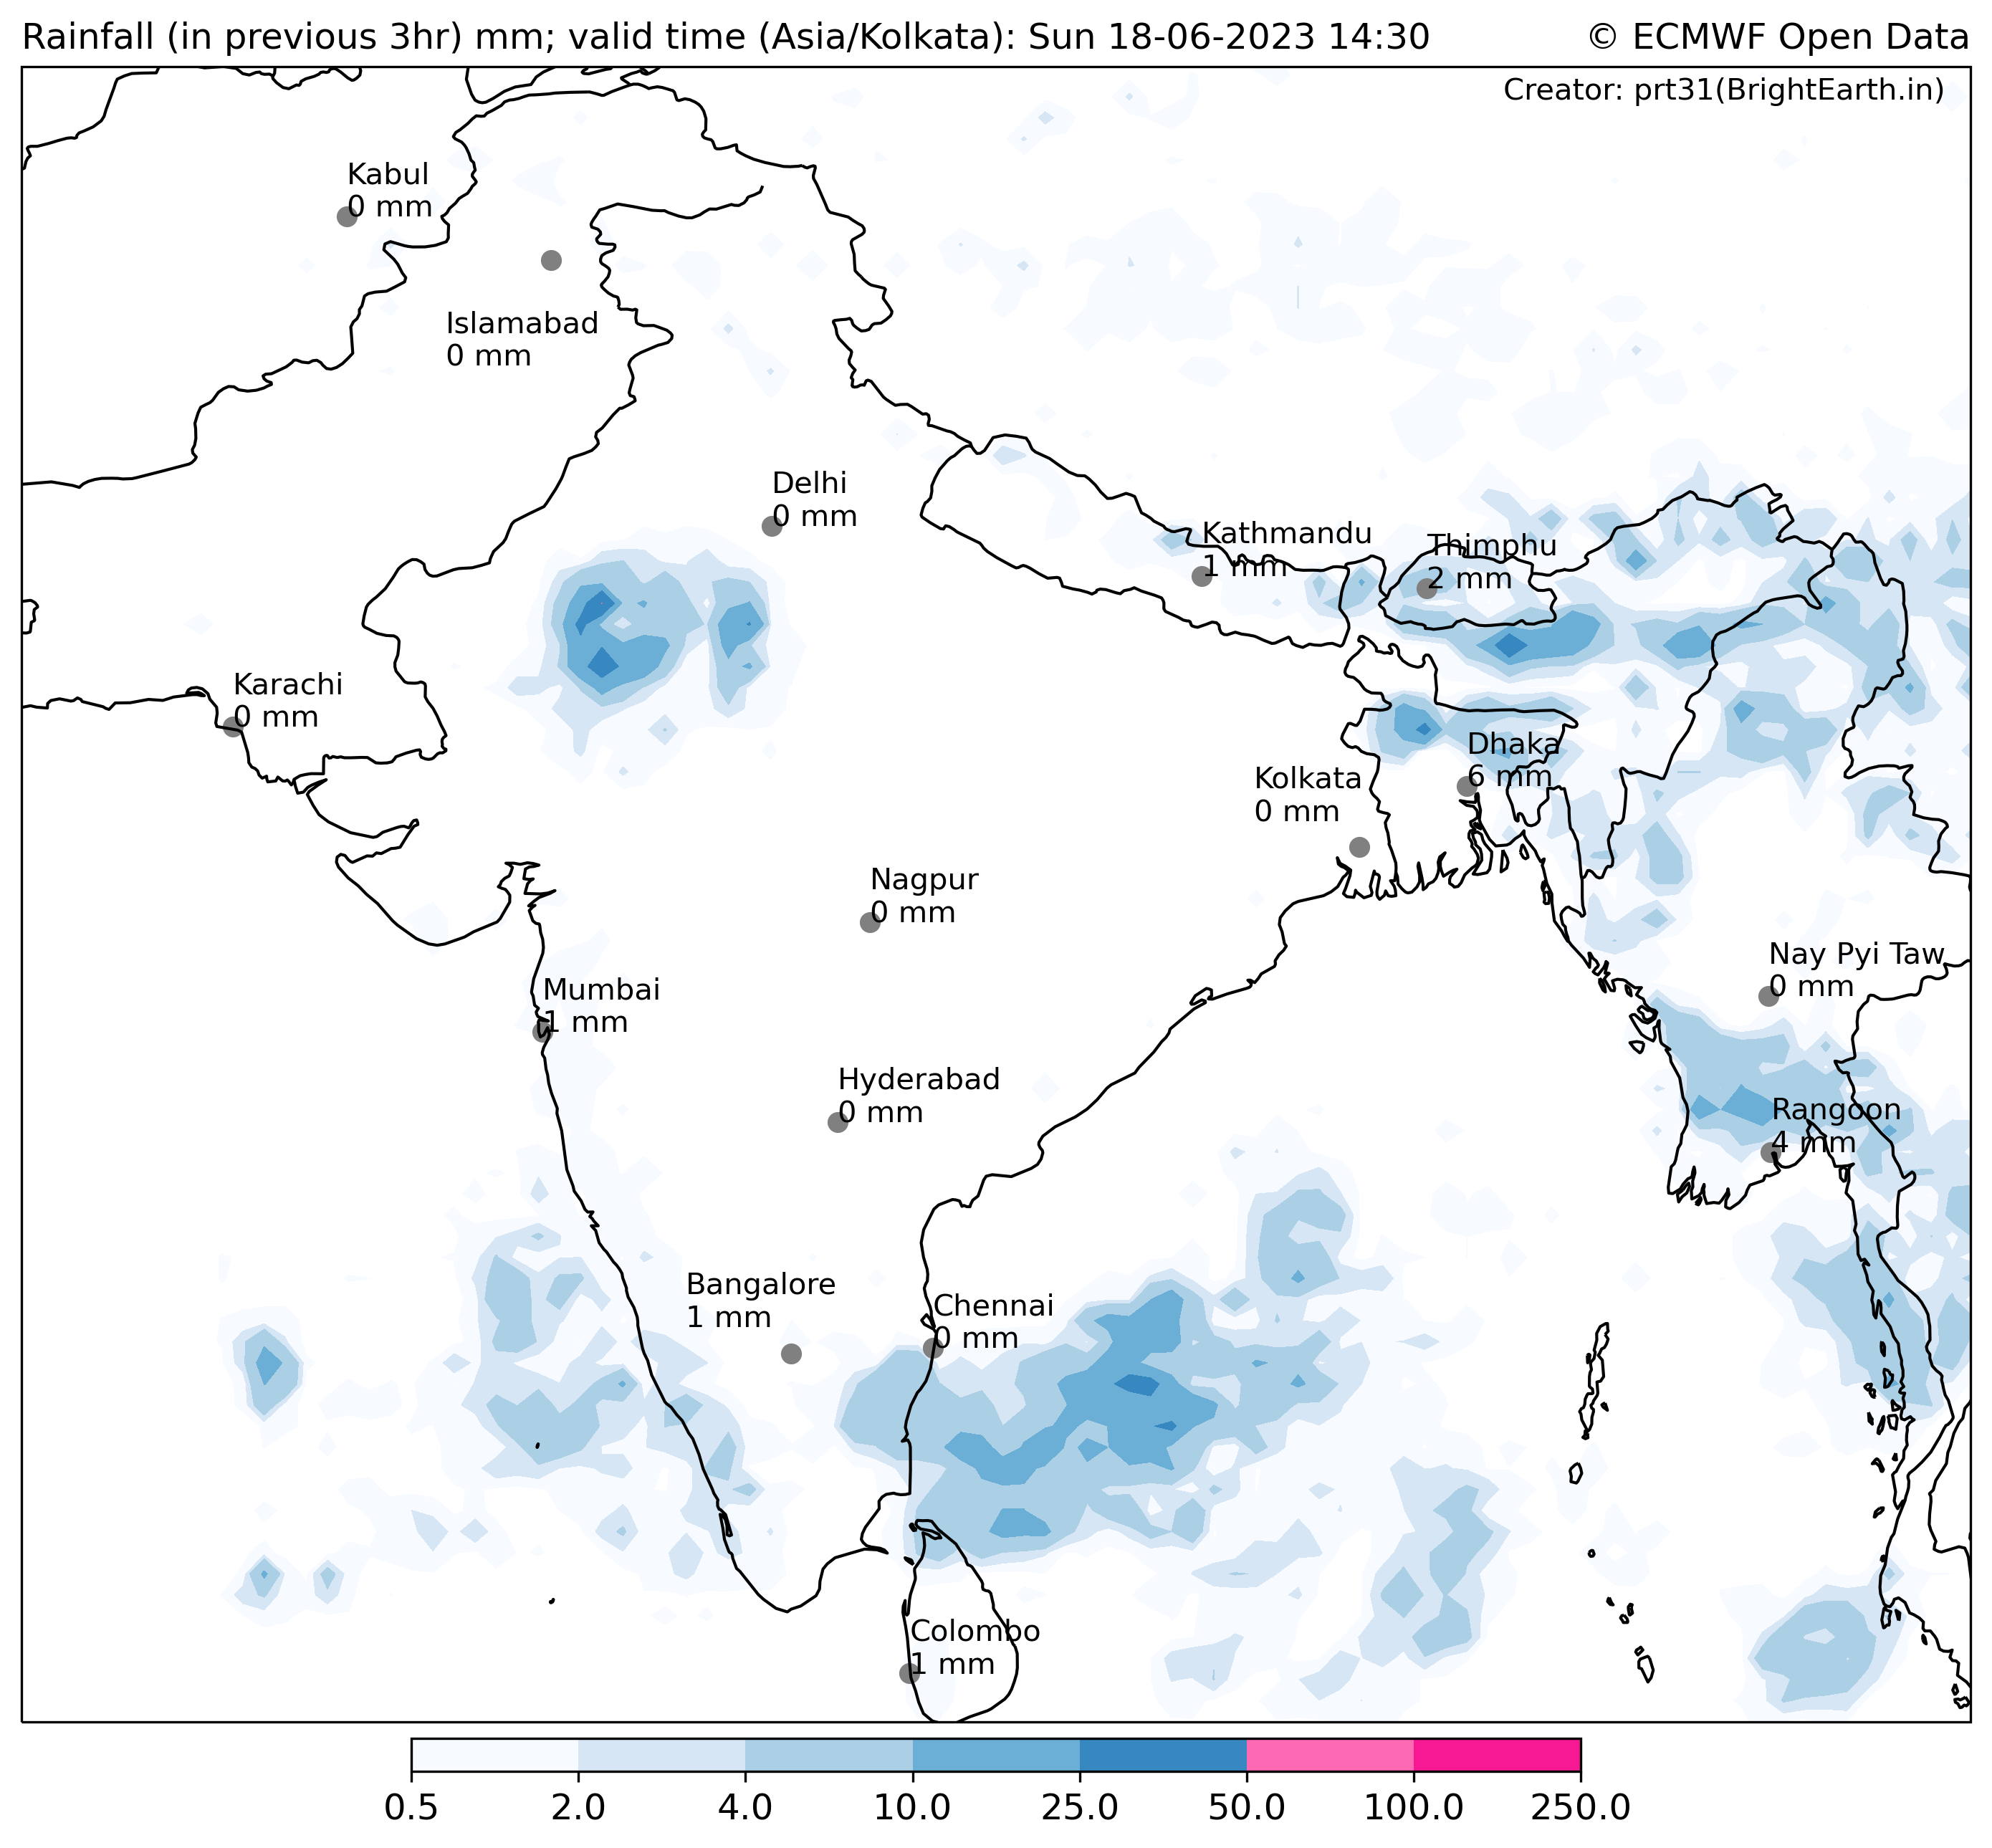 Rainfall (in previous 3hr) mm; valid time (Asia/Kolkata): Sun 18-06-2023 14:30
© ECMWF Open Data
Creator: prt31(BrightEarth.in)
Kabul
0 mm
Islamabad
0 mm
Delhi
0 mm
Kathmandu
1 mm
Thimphu
2 mm
Karachi
0 mm
Dhaka
6 mm
Kolkata
0 mm
Nagpur
0 mm
Nay Pyi Taw
0 mm
Mumbai
1 mm
Hyderabad
0 mm
Rangoon
4 mm
Bangalore
1 mm
Chennai
0 mm
Colombo
1 mm
0.5 2.0 4.0 10.0 25.0 50.0 100.0 250.0